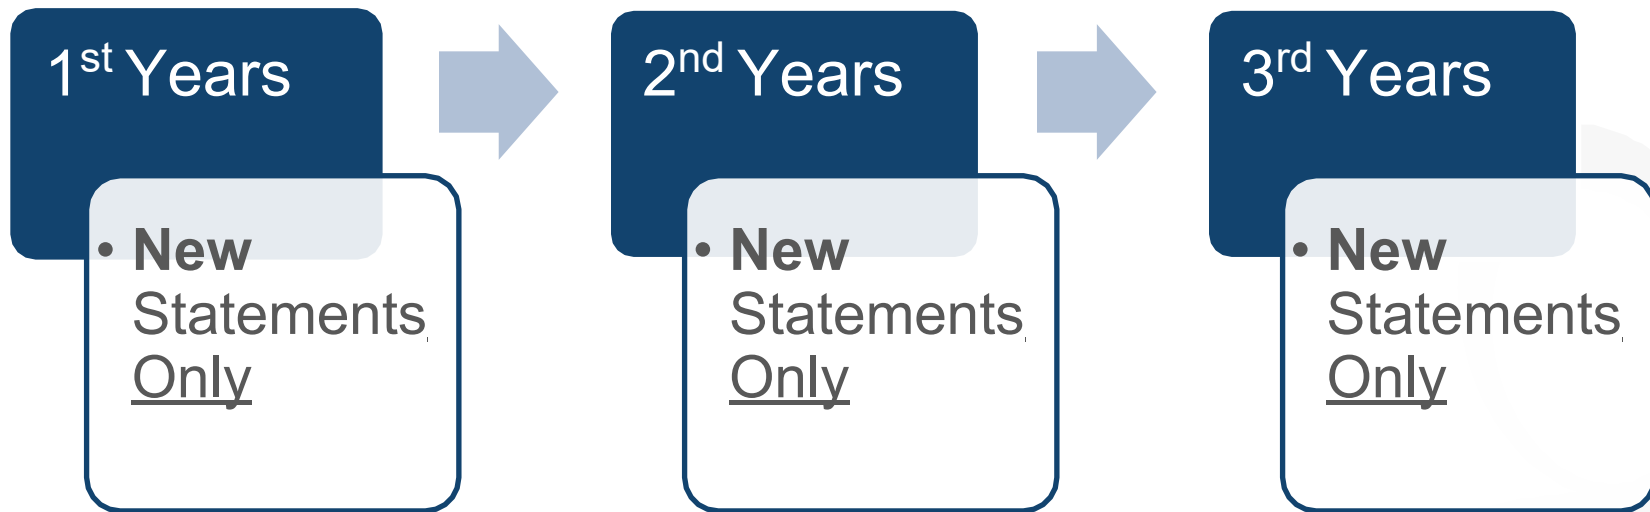 1st Years
• New
Statements
Only
2nd Years
• New
Statements
Only
3rd Years
• New
Statements
Only